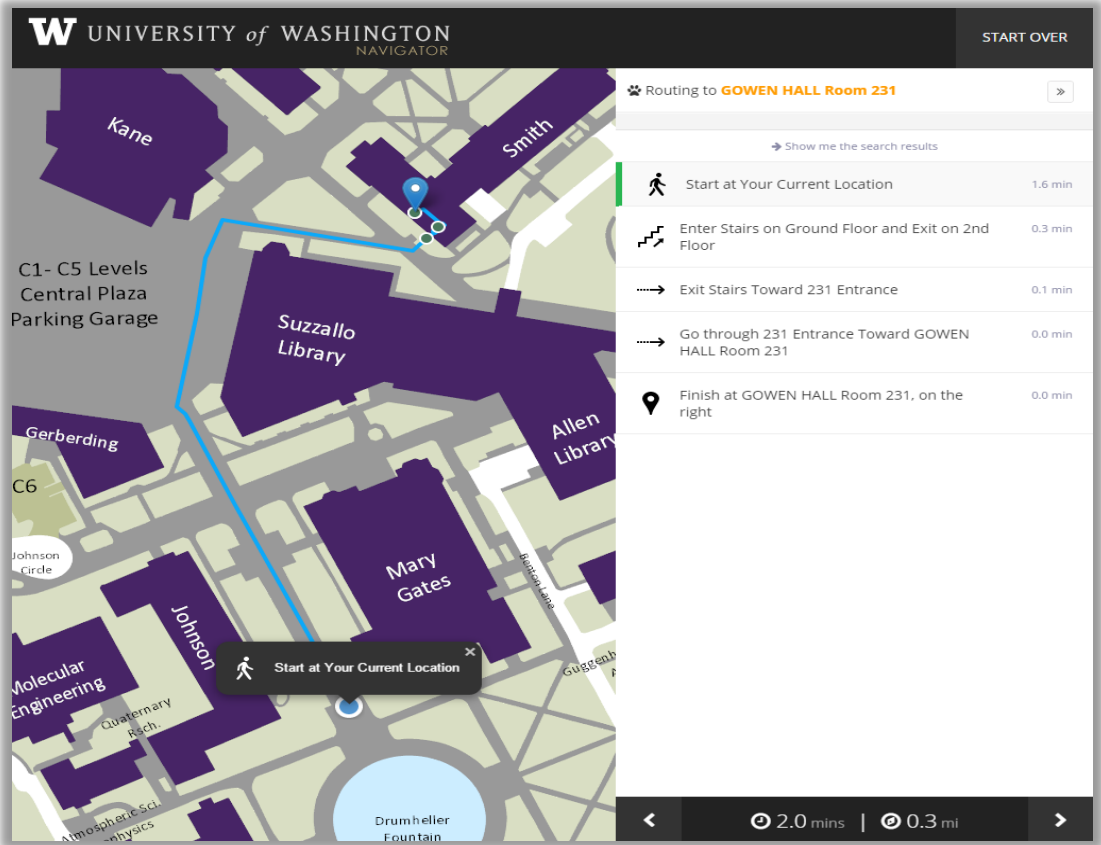 W UNIVERSITY of WASHINGTON
NAVIGATOR
START OVER
Kane
Smith
C1- C5 Levels
Central Plaza
Parking Garage
Suzzallo
Library
Allen
Library
Gerberding
C6
Johnson
Circle
Mary
Gates
Benton Lane
Johnson
Start at Your Current Location
Molecular
Engineering
Quaternary
Rsch.
Atmospheric Sci.
Drumheller
Fountain
Routing to GOWEN HALL Room 231
Show me the search results
Start at Your Current Location 1.6 min
Enter Stairs on Ground Floor and Exit on 2nd 0.3 min
Floor
Exit Stairs Toward 231 Entrance 0.1 min
Go through 231 Entrance Toward GOWEN 0.0 min
HALL Room 231
Finish at GOWEN HALL Room 231, on the 0.0 min
right
2.0 mins | 0.3 mi